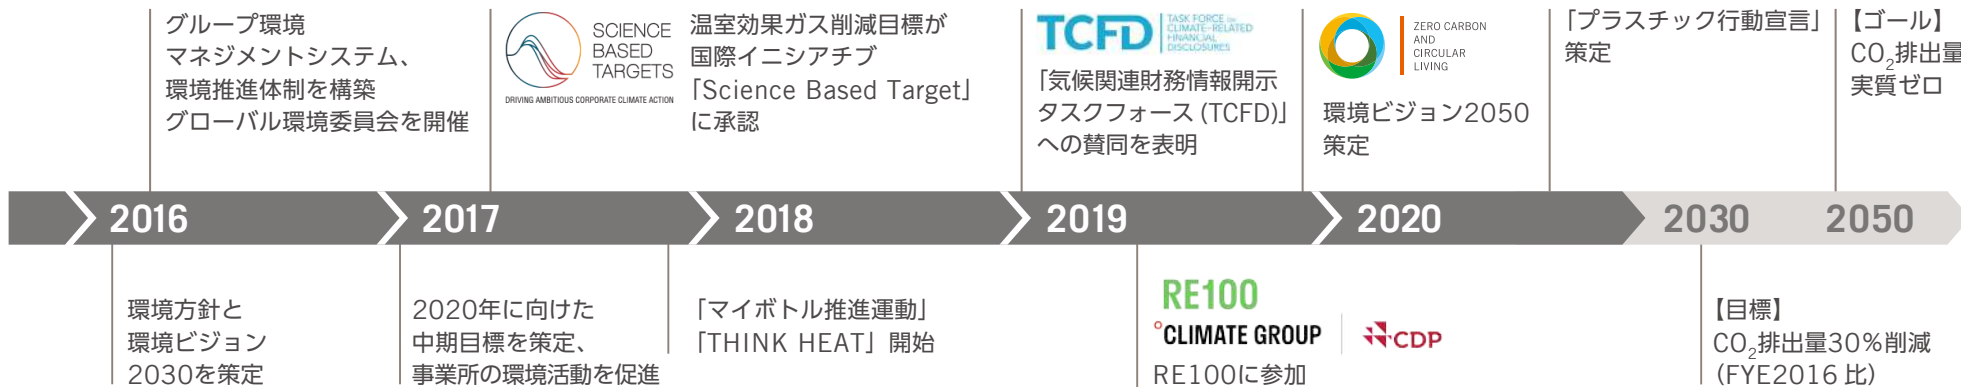 グループ環境
マネジメントシステム、
環境推進体制を構築
グローバル環境委員会を開催
SCIENCE
BASED
TARGETS
DRIVING AMBITIOUS CORPORATE CLIMATE ACTION
温室効果ガス削減目標が
国際イニシアチブ
「Science Based Target」
に承認
TCFD
TASK FORCE on
CLIMATE-RELATED
FINANCIAL
DISCLOSURES
「気候関連財務情報開示
タスクフォース (TCFD)」
への賛同を表明
ZERO CARBON
AND
CIRCULAR
LIVING
環境ビジョン2050
策定
「プラスチック行動宣言」
策定
【ゴール】
CO₂排出量
実質ゼロ
2016
2017
2018
2019
2020
2030
2050
環境方針と
環境ビジョン
2030を策定
2020年に向けた
中期目標を策定、
事業所の環境活動を促進
「マイボトル推進運動」
「THINK HEAT」開始
RE100
°CLIMATE GROUP
CDP
RE100に参加
【目標】
CO₂排出量30%削減
(FYE2016 比)